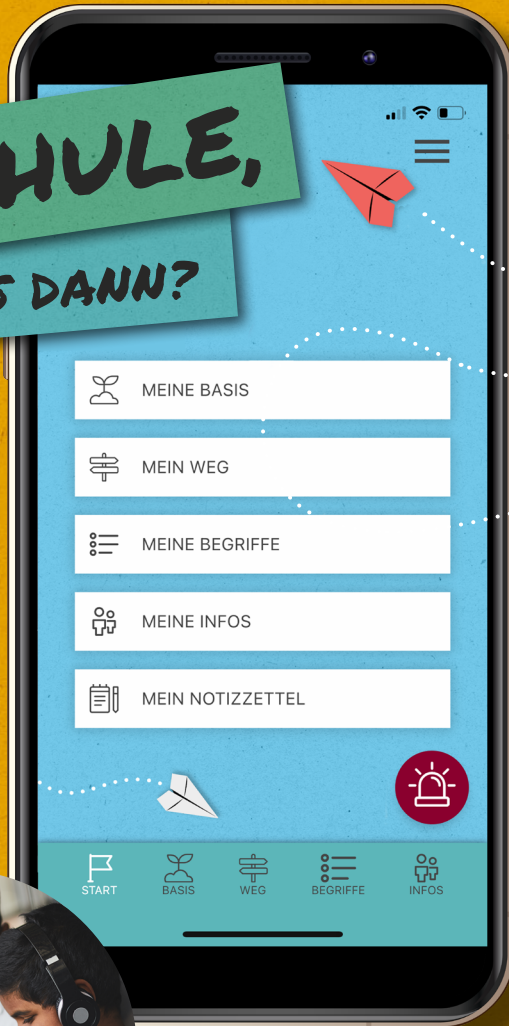 HULE,
S DANN?
MEINE BASIS
MEIN WEG
MEINE BEGRIFFE
MEINE INFOS
MEIN NOTIZZETTEL
START
BASIS
WEG
BEGRIFFE
INFOS